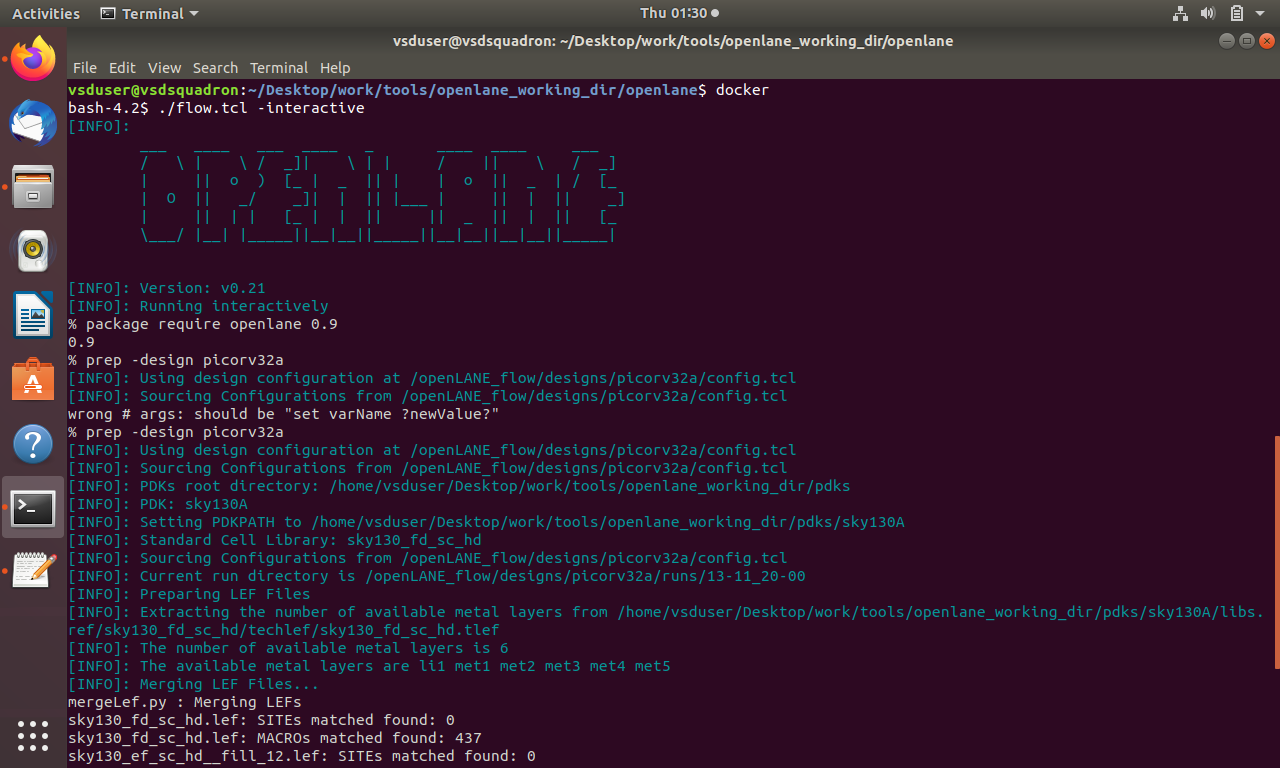 Activities Terminal Thu 01:30
vsduser@vsdsquadron: ~/Desktop/work/tools/openlane_working_dir/openlane
File Edit View Search Terminal Help
vsduser@vsdsquadron:~/Desktop/work/tools/openlane_working_dir/openlane$ docker
bash-4.2$ ./flow.tcl -interactive
[INFO]:
OPENLANE
[INFO]: Version: v0.21
[INFO]: Running interactively
% package require openlane 0.9
0.9
% prep -design picorv32a
[INFO]: Using design configuration at /openLANE_flow/designs/picorv32a/config.tcl
[INFO]: Sourcing Configurations from /openLANE_flow/designs/picorv32a/config.tcl
wrong # args: should be "set varName ?newValue?"
% prep -design picorv32a
[INFO]: Using design configuration at /openLANE_flow/designs/picorv32a/config.tcl
[INFO]: Sourcing Configurations from /openLANE_flow/designs/picorv32a/config.tcl
[INFO]: PDKs root directory: /home/vsduser/Desktop/work/tools/openlane_working_dir/pdks
[INFO]: PDK: sky130A
[INFO]: Setting PDKPATH to /home/vsduser/Desktop/work/tools/openlane_working_dir/pdks/sky130A
[INFO]: Standard Cell Library: sky130_fd_sc_hd
[INFO]: Sourcing Configurations from /openLANE_flow/designs/picorv32a/config.tcl
[INFO]: Current run directory is /openLANE_flow/designs/picorv32a/runs/13-11_20-00
[INFO]: Preparing LEF Files
[INFO]: Extracting the number of available metal layers from /home/vsduser/Desktop/work/tools/openlane_working_dir/pdks/sky130A/libs.
ref/sky130_fd_sc_hd/techlef/sky130_fd_sc_hd.tlef
[INFO]: The number of available metal layers is 6
[INFO]: The available metal layers are li1 met1 met2 met3 met4 met5
[INFO]: Merging LEF Files...
mergeLef.py : Merging LEFs
sky130_fd_sc_hd.lef: SITEs matched found: 0
sky130_fd_sc_hd.lef: MACROs matched found: 437
sky130_ef_sc_hd__fill_12.lef: SITEs matched found: 0